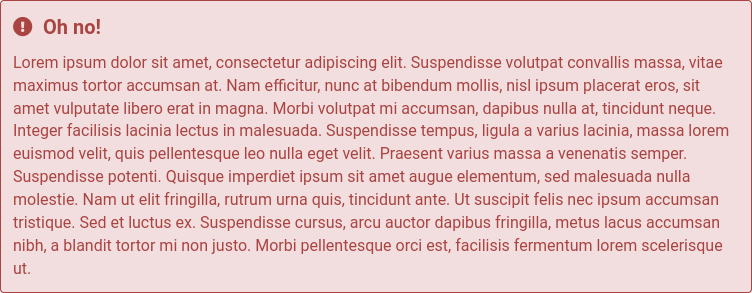 Oh no!
Lorem ipsum dolor sit amet, consectetur adipiscing elit. Suspendisse volutpat convallis massa, vitae
maximus tortor accumsan at. Nam efficitur, nunc at bibendum mollis, nisl ipsum placerat eros, sit
amet vulputate libero erat in magna. Morbi volutpat mi accumsan, dapibus nulla at, tincidunt neque.
Integer facilisis lacinia lectus in malesuada. Suspendisse tempus, ligula a varius lacinia, massa lorem
euismod velit, quis pellentesque leo nulla eget velit. Praesent varius massa a venenatis semper.
Suspendisse potenti. Quisque imperdiet ipsum sit amet augue elementum, sed malesuada nulla
molestie. Nam ut elit fringilla, rutrum urna quis, tincidunt ante. Ut suscipit felis nec ipsum accumsan
tristique. Sed et luctus ex. Suspendisse cursus, arcu auctor dapibus fringilla, metus lacus accumsan
nibh, a blandit tortor mi non justo. Morbi pellentesque orci est, facilisis fermentum lorem scelerisque
ut.